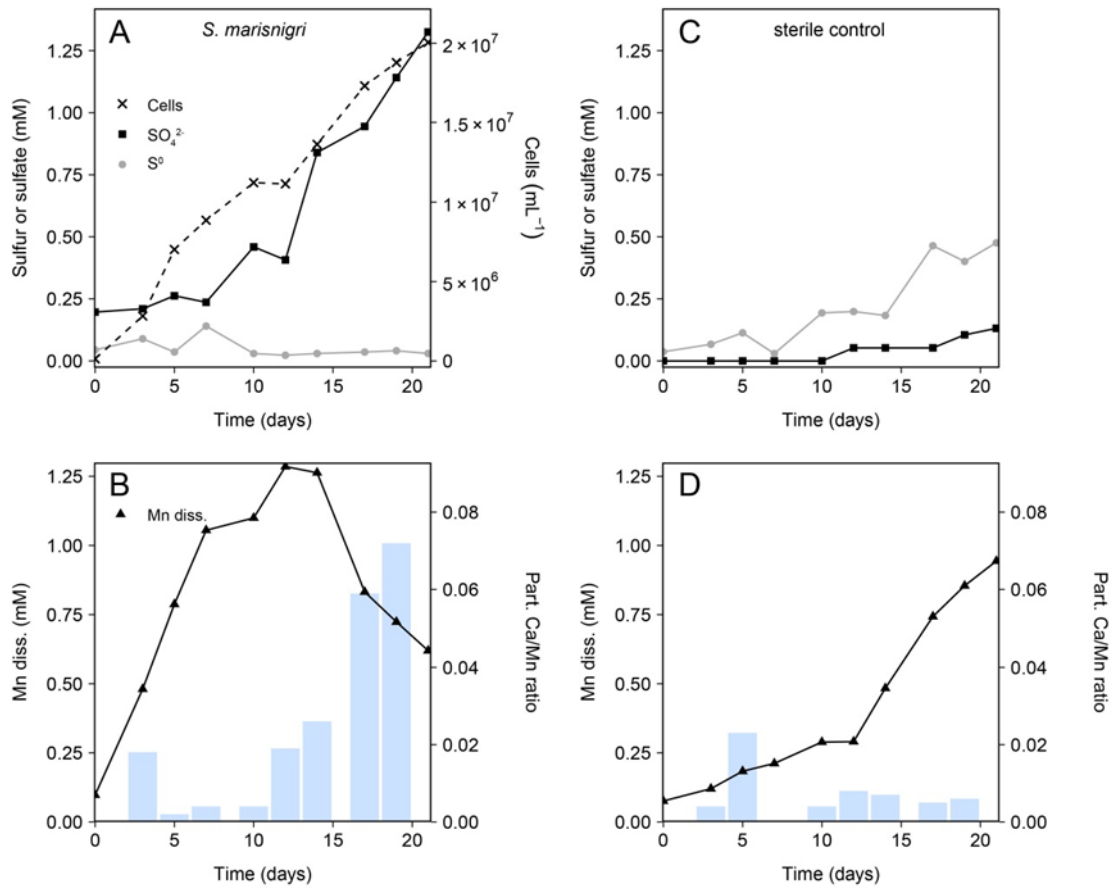 A
S. marisnigri
1.25
1.00
0.75
0.50
0.25
0.00
Sulfur or sulfate (mM)
Cells
SO₄²⁻
S⁰
2 × 10⁷
1.5 × 10⁷
1 × 10⁷
5 × 10⁶
0
Cells (mL⁻¹)
0 5 10 15 20
Time (days)
C
sterile control
1.25
1.00
0.75
0.50
0.25
0.00
Sulfur or sulfate (mM)
0 5 10 15 20
Time (days)
B
Mn diss.
1.25
1.00
0.75
0.50
0.25
0.00
Mn diss. (mM)
0.08
0.06
0.04
0.02
0.00
Part. Ca/Mn ratio
0 5 10 15 20
Time (days)
D
1.25
1.00
0.75
0.50
0.25
0.00
Mn diss. (mM)
0.08
0.06
0.04
0.02
0.00
Part. Ca/Mn ratio
0 5 10 15 20
Time (days)